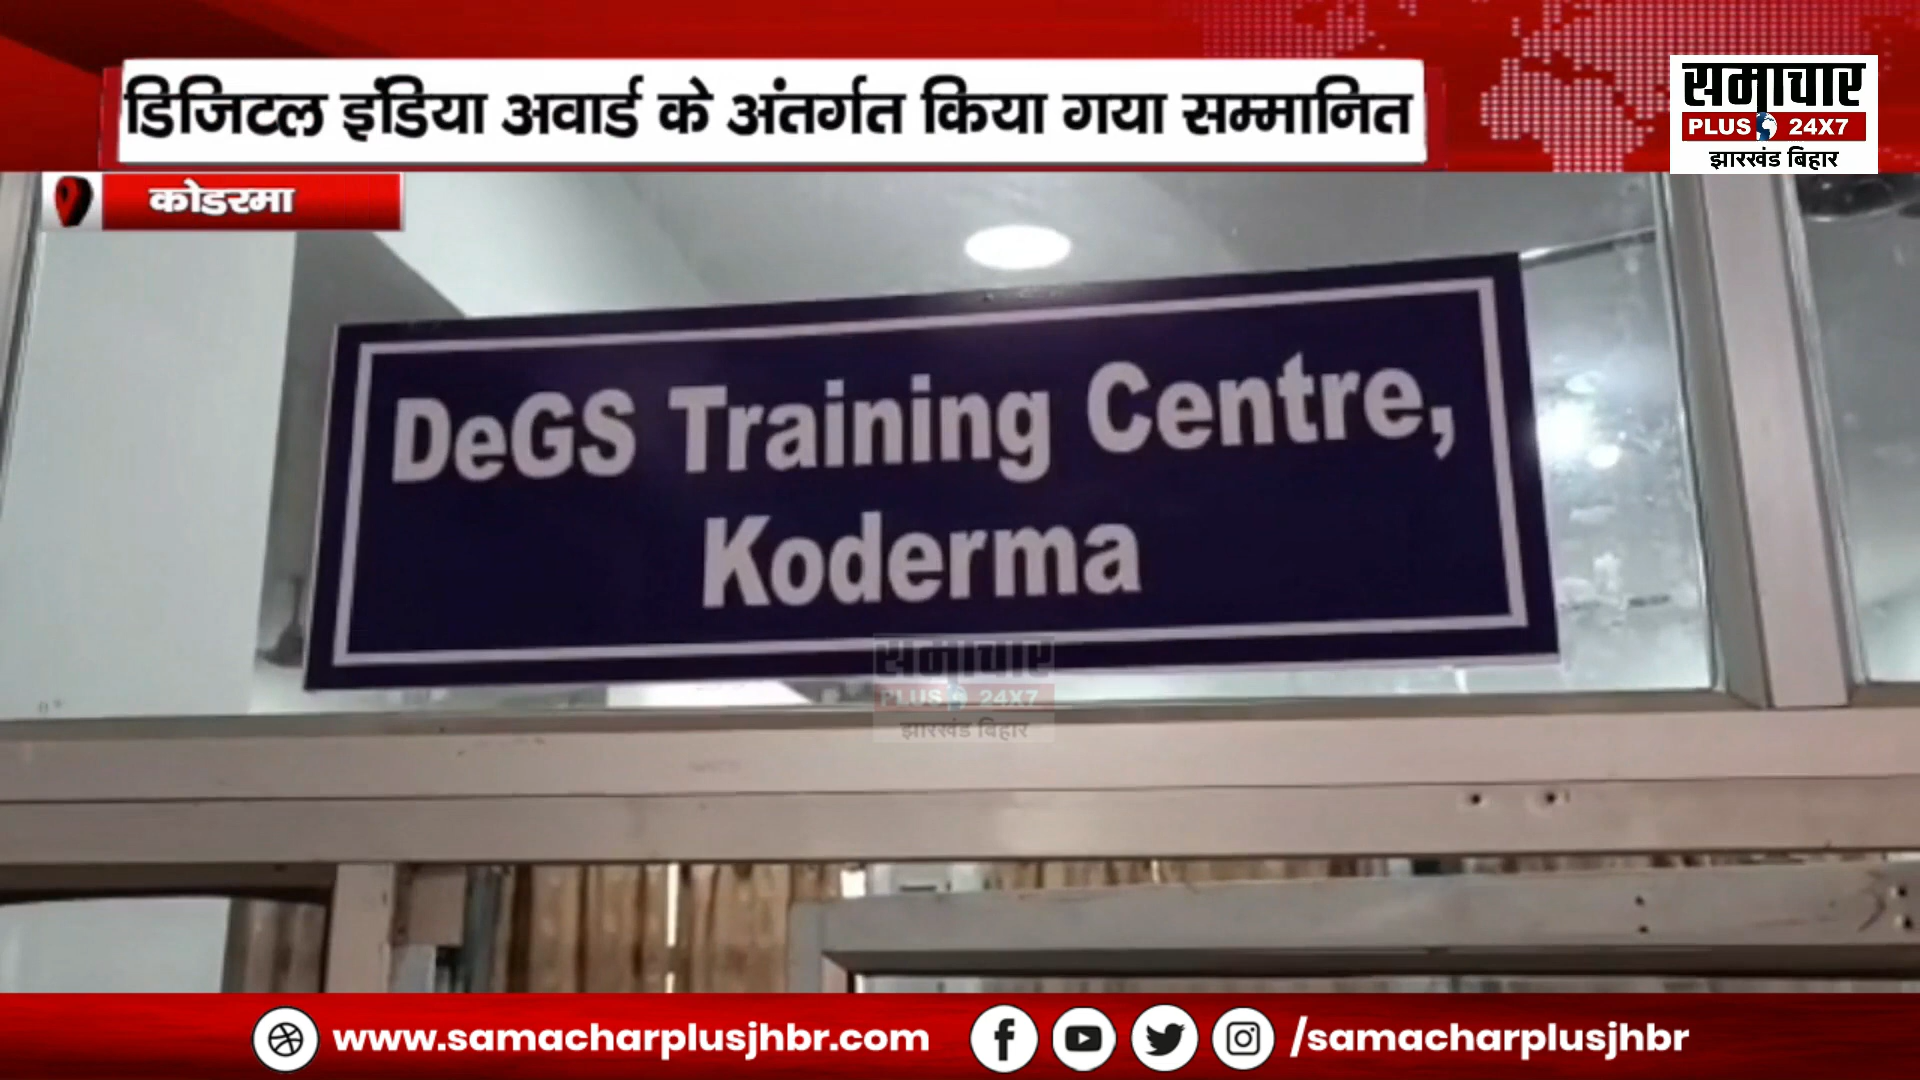 डिजिटल इंडिया अवार्ड के अंतर्गत किया गया सम्मानित
समाचार
PLUS 24X7
झारखंड बिहार
कोडरमा
DeGS Training Centre,
Koderma
समाचार
PLUS 24X7
झारखंड बिहार
www.samacharplusjhbr.com
/samacharplusjhbr